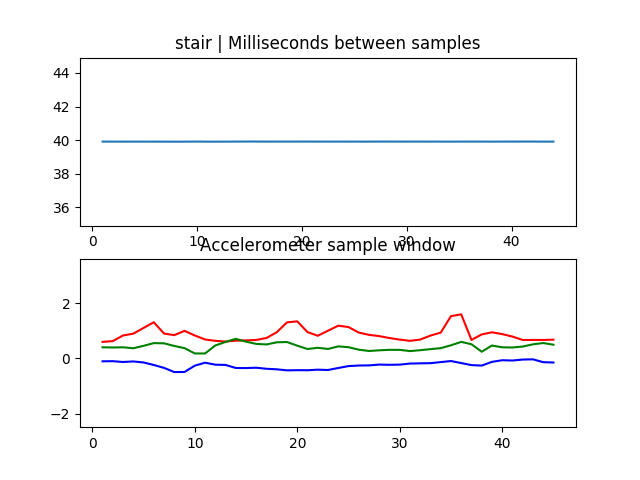 stair | Milliseconds between samples
44
42
40
38
36
0 10 20 30 40
Accelerometer sample window
2
0
−2
0 10 20 30 40